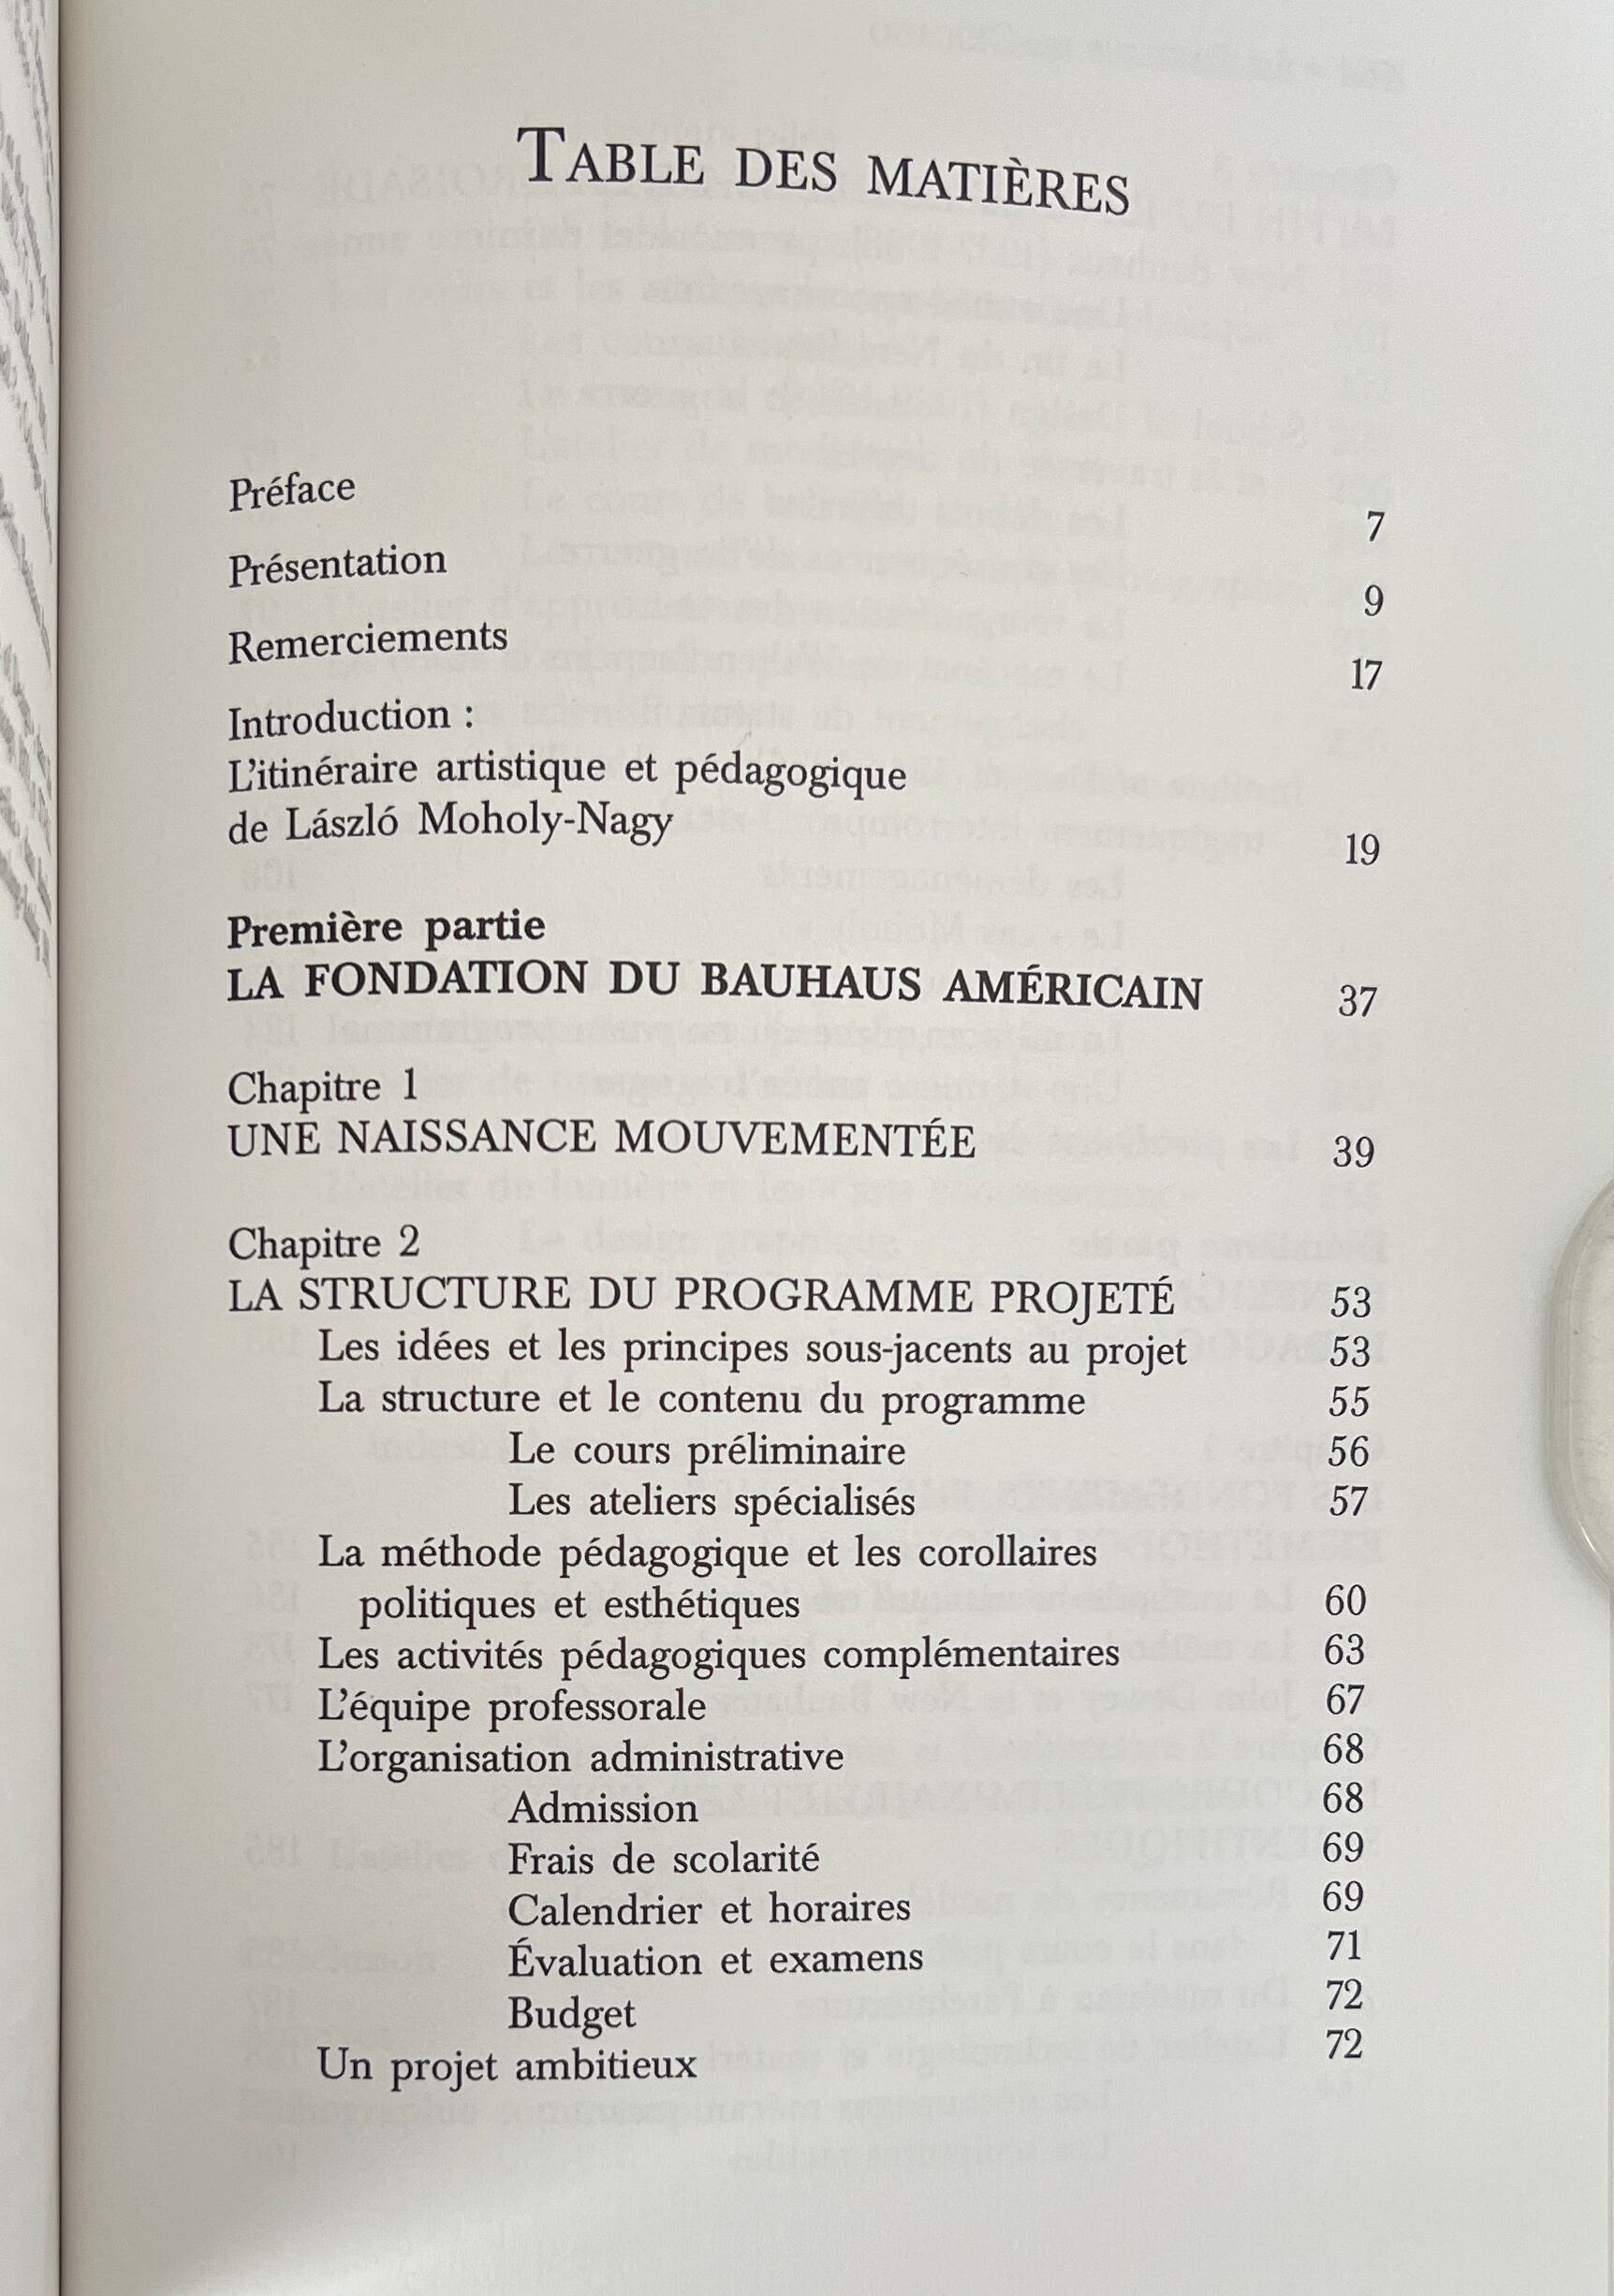 TABLE DES MATIÈRES
Préface 7
Présentation 9
Remerciements 17
Introduction :
L'itinéraire artistique et pédagogique
de László Moholy-Nagy 19
Première partie
LA FONDATION DU BAUHAUS AMÉRICAIN 37
Chapitre 1
UNE NAISSANCE MOUVEMENTÉE 39
Chapitre 2
LA STRUCTURE DU PROGRAMME PROJETÉ 53
Les idées et les principes sous-jacents au projet 53
La structure et le contenu du programme 55
Le cours préliminaire 56
Les ateliers spécialisés 57
La méthode pédagogique et les corollaires
politiques et esthétiques 60
Les activités pédagogiques complémentaires 63
L'équipe professorale 67
L'organisation administrative 68
Admission 68
Frais de scolarité 69
Calendrier et horaires 69
Évaluation et examens 71
Budget 72
Un projet ambitieux 72